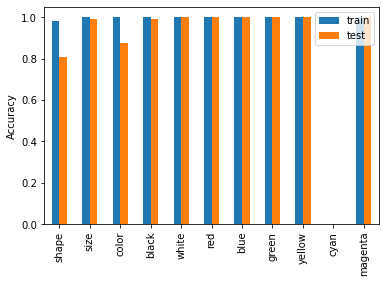 train
test
Accuracy
1.0
0.8
0.6
0.4
0.2
0.0
shape
size
color
black
white
red
blue
green
yellow
cyan
magenta